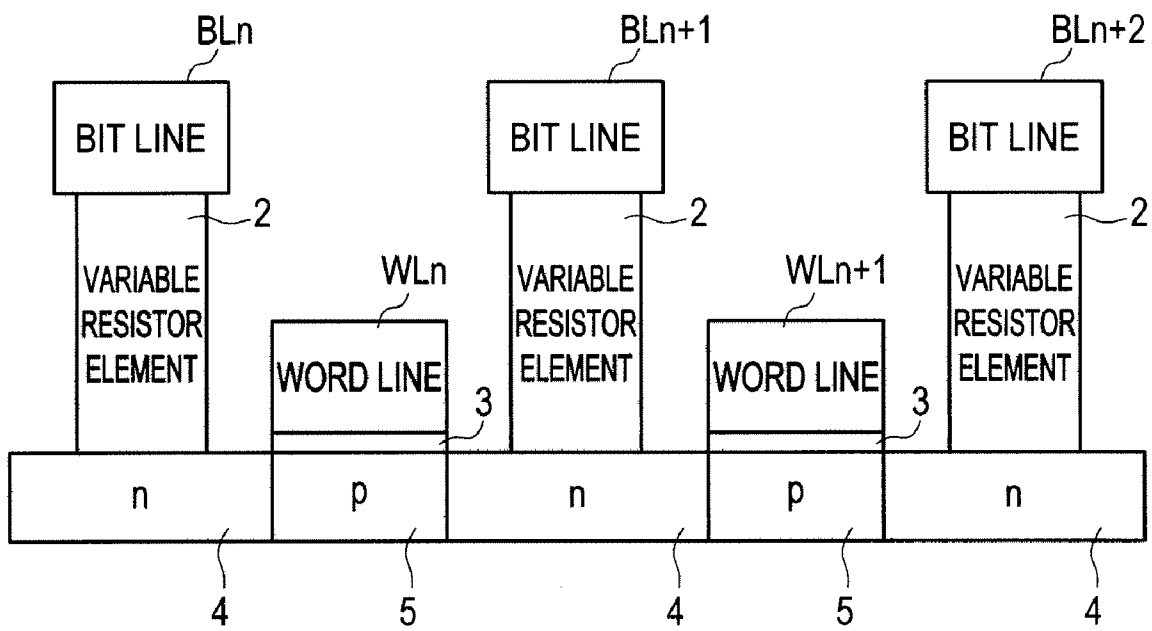 BLn
BLn+1
BLn+2
BIT LINE
BIT LINE
BIT LINE
2
2
2
VARIABLE
RESISTOR
ELEMENT
WLn
VARIABLE
RESISTOR
ELEMENT
WLn+1
VARIABLE
RESISTOR
ELEMENT
WORD LINE
WORD LINE
3
3
n
p
n
p
n
4
5
4
5
4